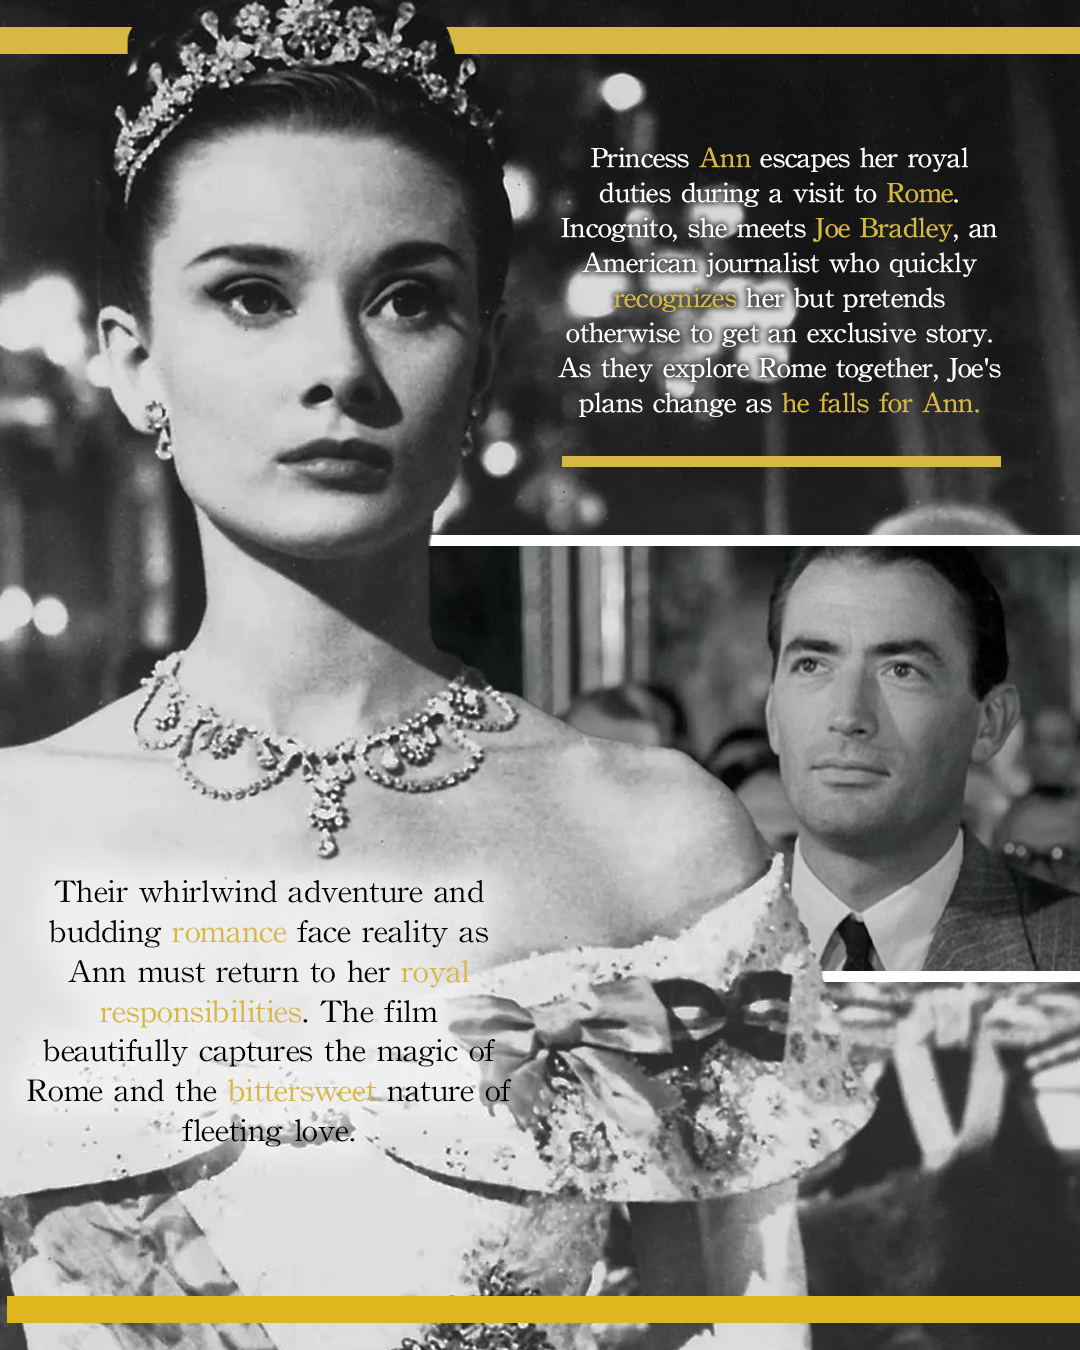 Princess Ann escapes her royal
duties during a visit to Rome.
Incognito, she meets Joe Bradley, an
American journalist who quickly
recognizes her but pretends
otherwise to get an exclusive story.
As they explore Rome together, Joe's
plans change as he falls for Ann.
Their whirlwind adventure and
budding romance face reality as
Ann must return to her royal
responsibilities. The film
beautifully captures the magic of
Rome and the bittersweet nature of
fleeting love.